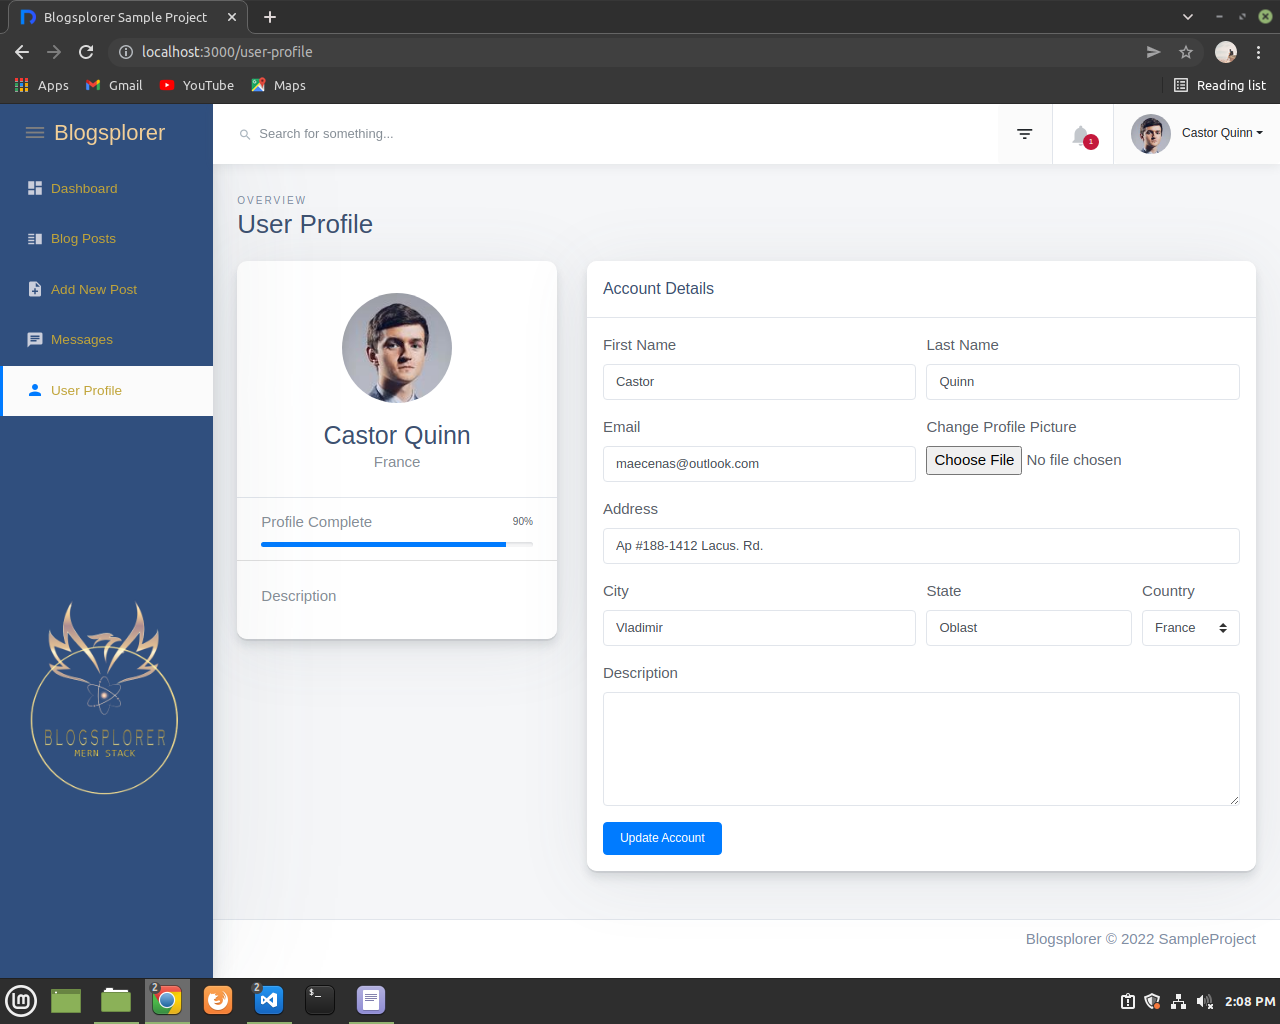 Blogsplorer Sample Project
localhost:3000/user-profile
Apps Gmail YouTube Maps Reading list
Blogsplorer
Search for something...
1
Castor Quinn
Dashboard
Blog Posts
Add New Post
Messages
User Profile
BLOGSPLORER
MERN STACK
OVERVIEW
User Profile
Castor Quinn
France
Profile Complete 90%
Description
Account Details
First Name Last Name
Castor Quinn
Email Change Profile Picture
maecenas@outlook.com Choose File No file chosen
Address
Ap #188-1412 Lacus. Rd.
City State Country
Vladimir Oblast France
Description
Update Account
Blogsplorer © 2022 SampleProject
2 2 $_ 2:08 PM